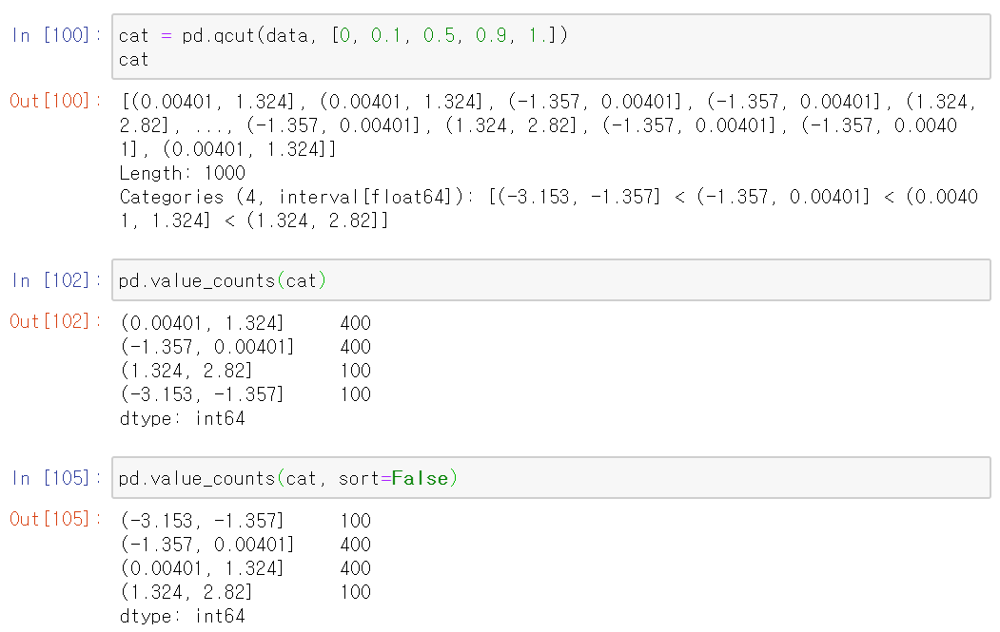 In [100]: cat = pd.qcut(data, [0, 0.1, 0.5, 0.9, 1.])
cat
Out[100]: [(0.00401, 1.324], (0.00401, 1.324], (-1.357, 0.00401], (-1.357, 0.00401], (1.324,
2.82], ..., (-1.357, 0.00401], (1.324, 2.82], (-1.357, 0.00401], (-1.357, 0.0040
1], (0.00401, 1.324]]
Length: 1000
Categories (4, interval[float64]): [(-3.153, -1.357] < (-1.357, 0.00401] < (0.0040
1, 1.324] < (1.324, 2.82]]
In [102]: pd.value_counts(cat)
Out[102]: (0.00401, 1.324]    400
(-1.357, 0.00401]    400
(1.324, 2.82]    100
(-3.153, -1.357]    100
dtype: int64
In [105]: pd.value_counts(cat, sort=False)
Out[105]: (-3.153, -1.357]    100
(-1.357, 0.00401]    400
(0.00401, 1.324]    400
(1.324, 2.82]    100
dtype: int64